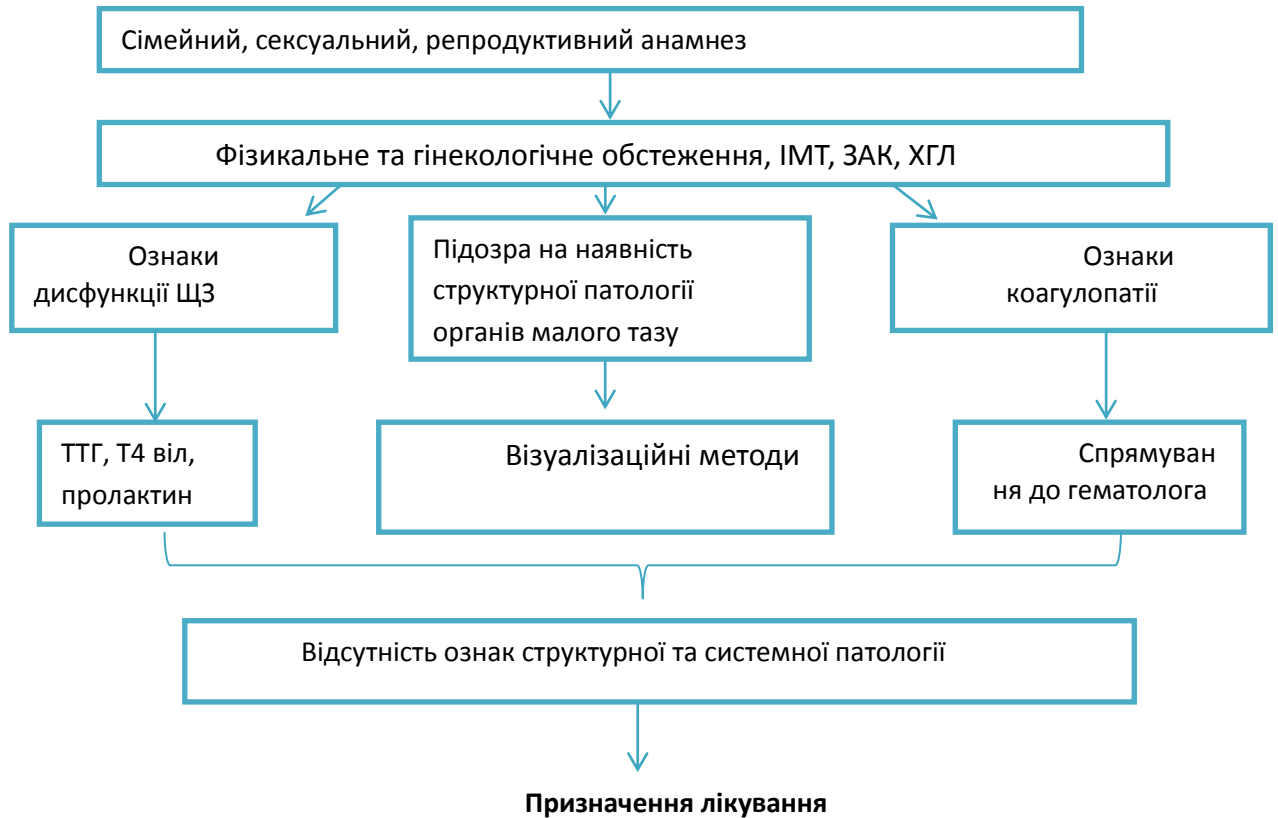 Сімейний, сексуальний, репродуктивний анамнез
Фізикальне та гінекологічне обстеження, ІМТ, ЗАК, ХГЛ
Ознаки
дисфункції ЩЗ
Підозра на наявність
структурної патології
органів малого тазу
Ознаки
коагулопатії
ТТГ, Т4 віл,
пролактин
Візуалізаційні методи
Спрямуван
ня до гематолога
Відсутність ознак структурної та системної патології
Призначення лікування